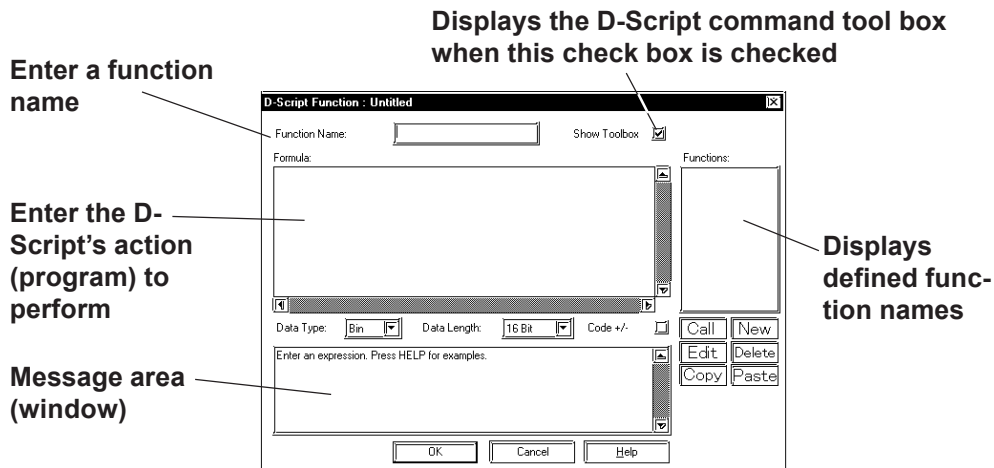 Displays the D-Script command tool box
when this check box is checked
Enter a function
name
D-Script Function : Untitled
Function Name:
Show Toolbox
Formula:
Functions:
Enter the D-
Script's action
(program) to
perform
Displays
defined func-
tion names
Data Type: Bin Data Length: 16 Bit Code +/-
Call New
Enter an expression. Press HELP for examples.
Edit Delete
Copy Paste
Message area
(window)
OK Cancel Help